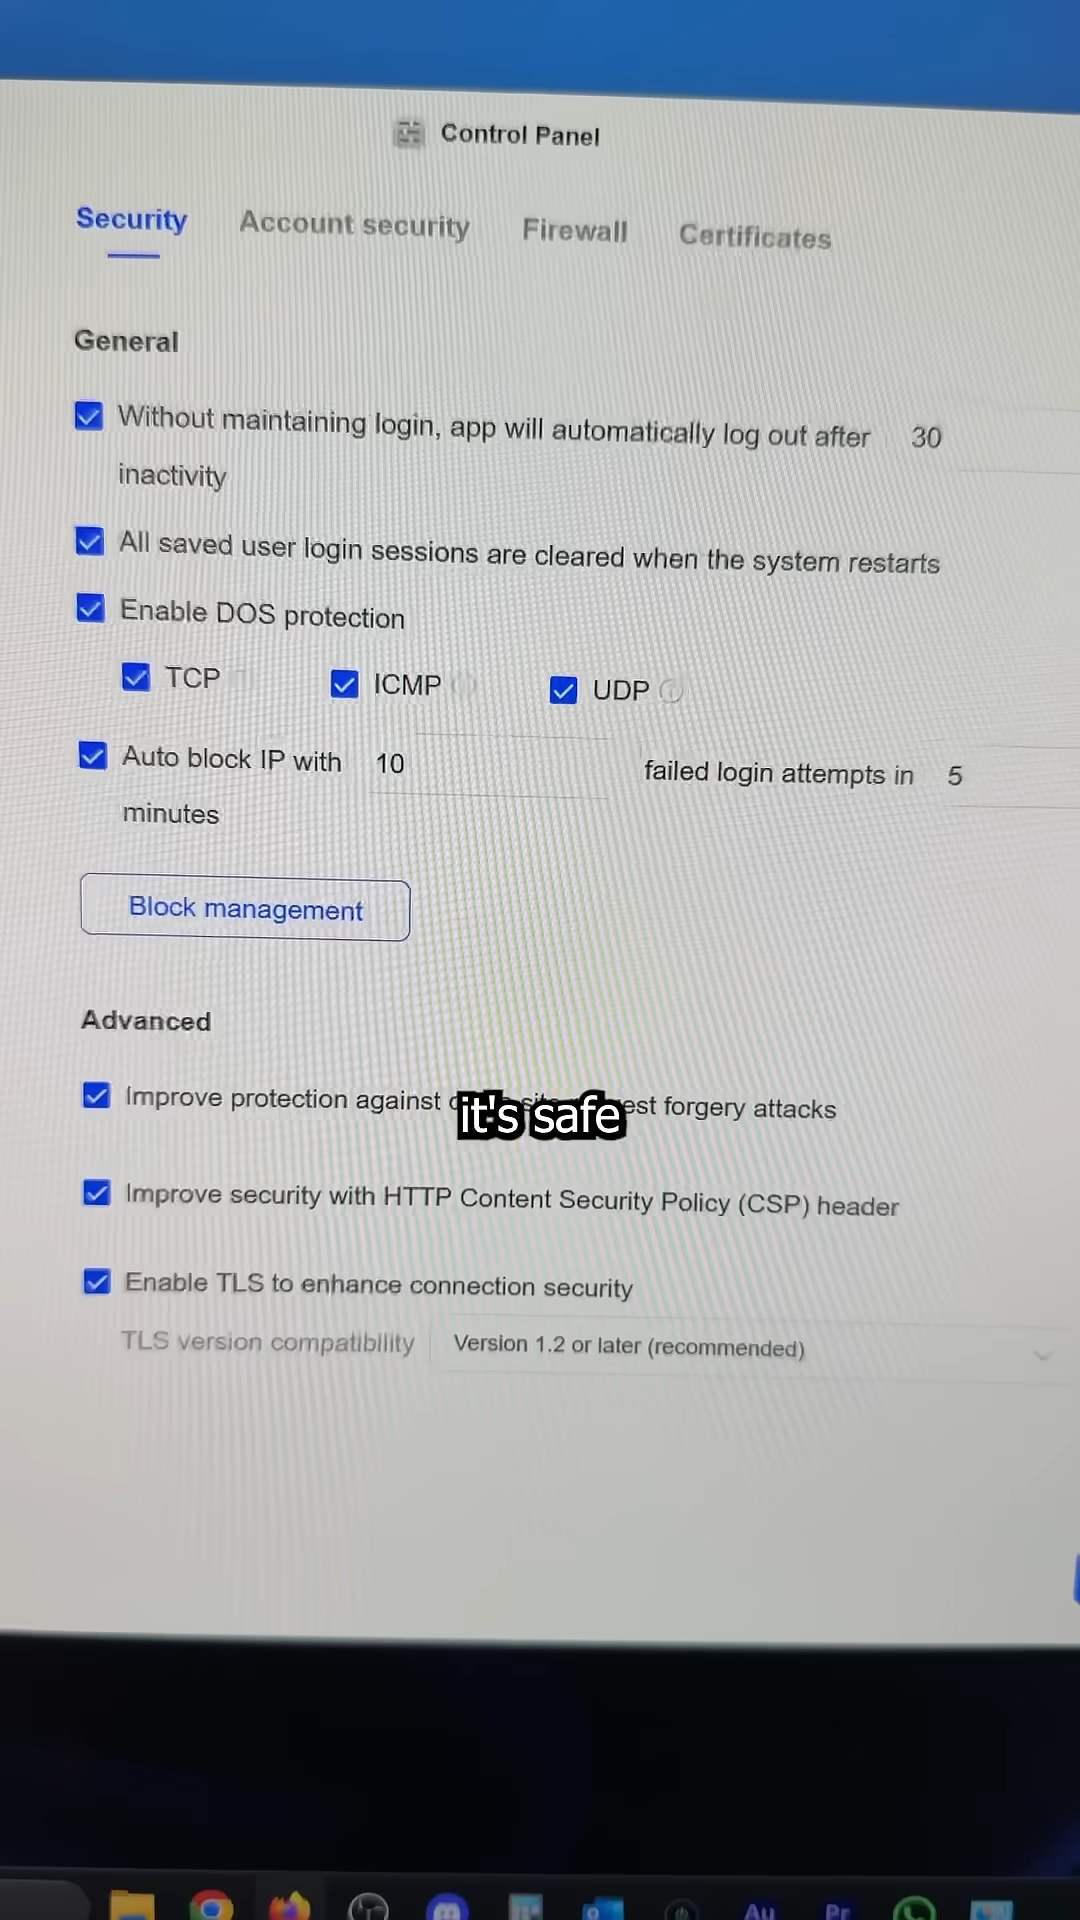 Control Panel
Security Account security Firewall Certificates
General
Without maintaining login, app will automatically log out after 30
inactivity
All saved user login sessions are cleared when the system restarts
Enable DOS protection
TCP ICMP UDP
Auto block IP with 10 failed login attempts in 5
minutes
Block management
Advanced
Improve protection against forgery attacks
it's safe
Improve security with HTTP Content Security Policy (CSP) header
Enable TLS to enhance connection security
TLS version compatibility Version 1.2 or later (recommended)
Au Pr